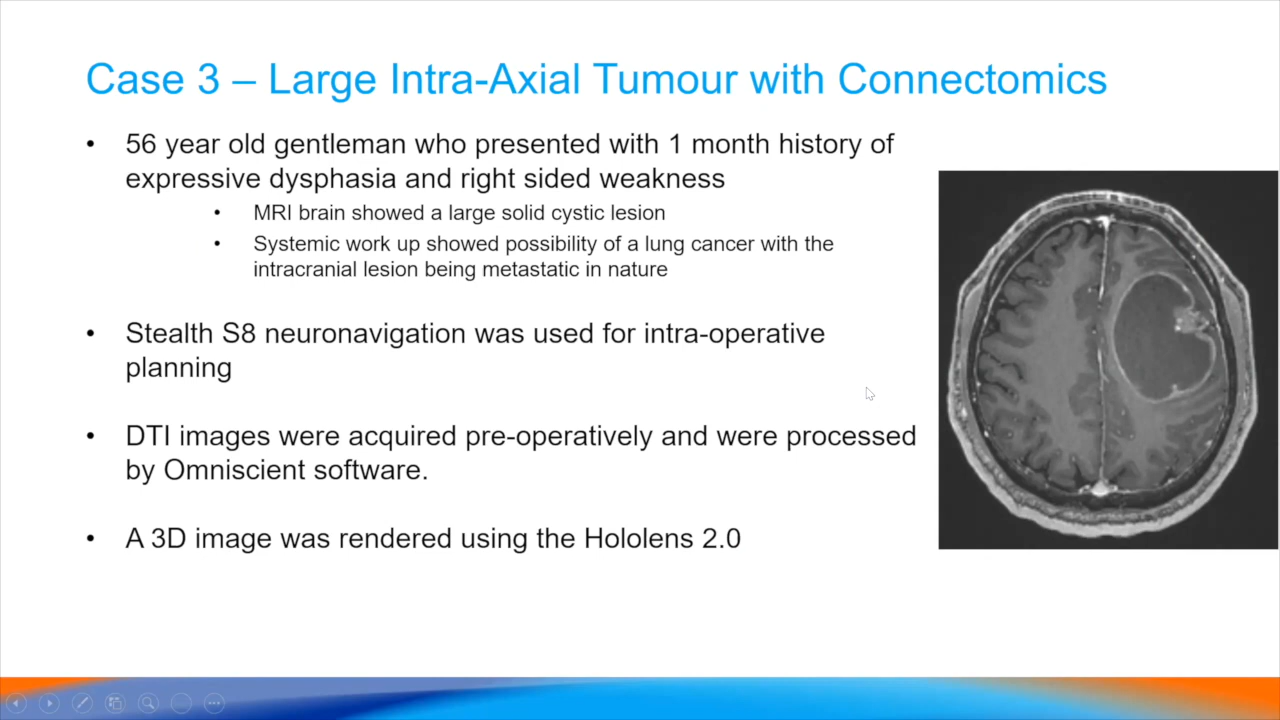 Case 3 – Large Intra-Axial Tumour with Connectomics
• 56 year old gentleman who presented with 1 month history of
expressive dysphasia and right sided weakness
• MRI brain showed a large solid cystic lesion
• Systemic work up showed possibility of a lung cancer with the
intracranial lesion being metastatic in nature
• Stealth S8 neuronavigation was used for intra-operative
planning
• DTI images were acquired pre-operatively and were processed
by Omniscient software.
• A 3D image was rendered using the Hololens 2.0